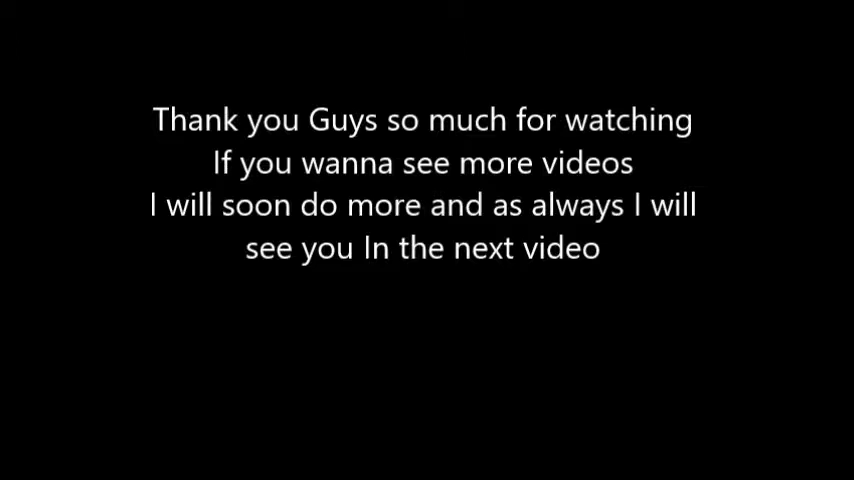 Thank you Guys so much for watching
If you wanna see more videos
I will soon do more and as always I will
see you In the next video